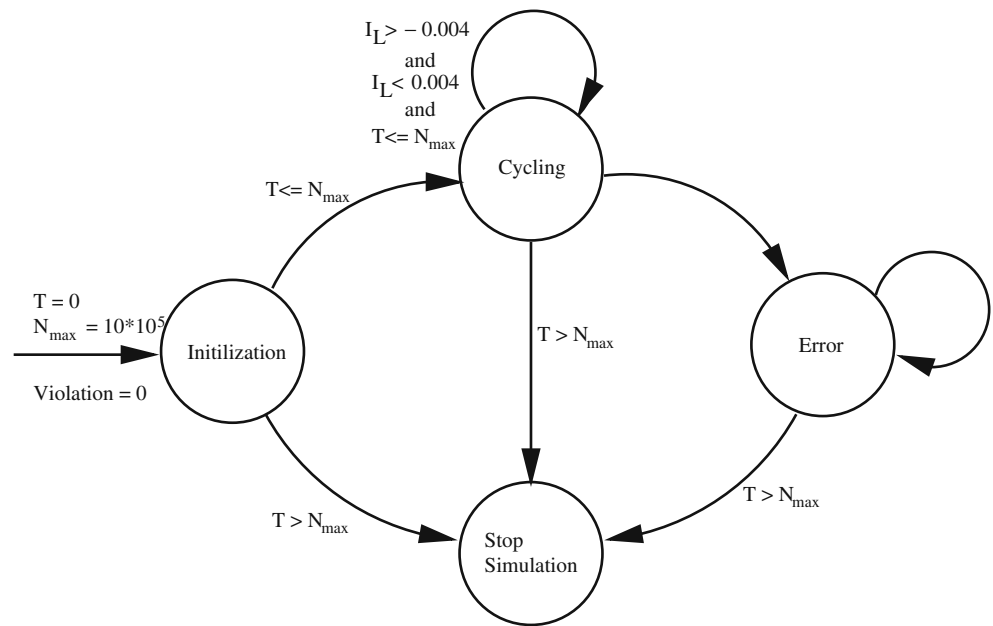 I_L > – 0.004
and
I_L < 0.004
and
T<= N_max
Cycling
T<= N_max
T = 0
N_max = 10*10^5
Initilization
Violation = 0
T > N_max
Error
T > N_max
T > N_max
Stop
Simulation